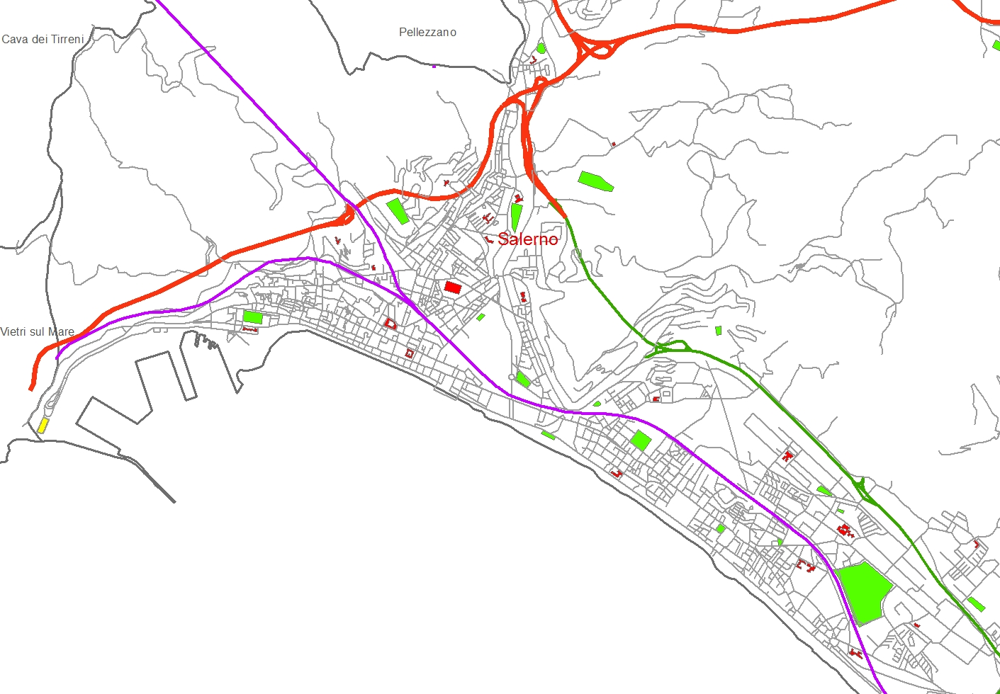 Pellezzano
Cava dei Tirreni
Salerno
Vietri sul Mare